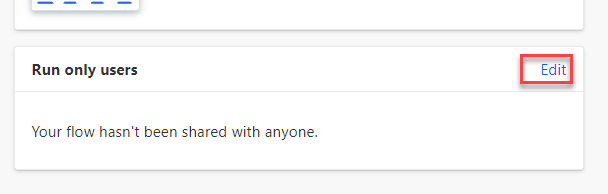 Run only users
Edit
Your flow hasn't been shared with anyone.